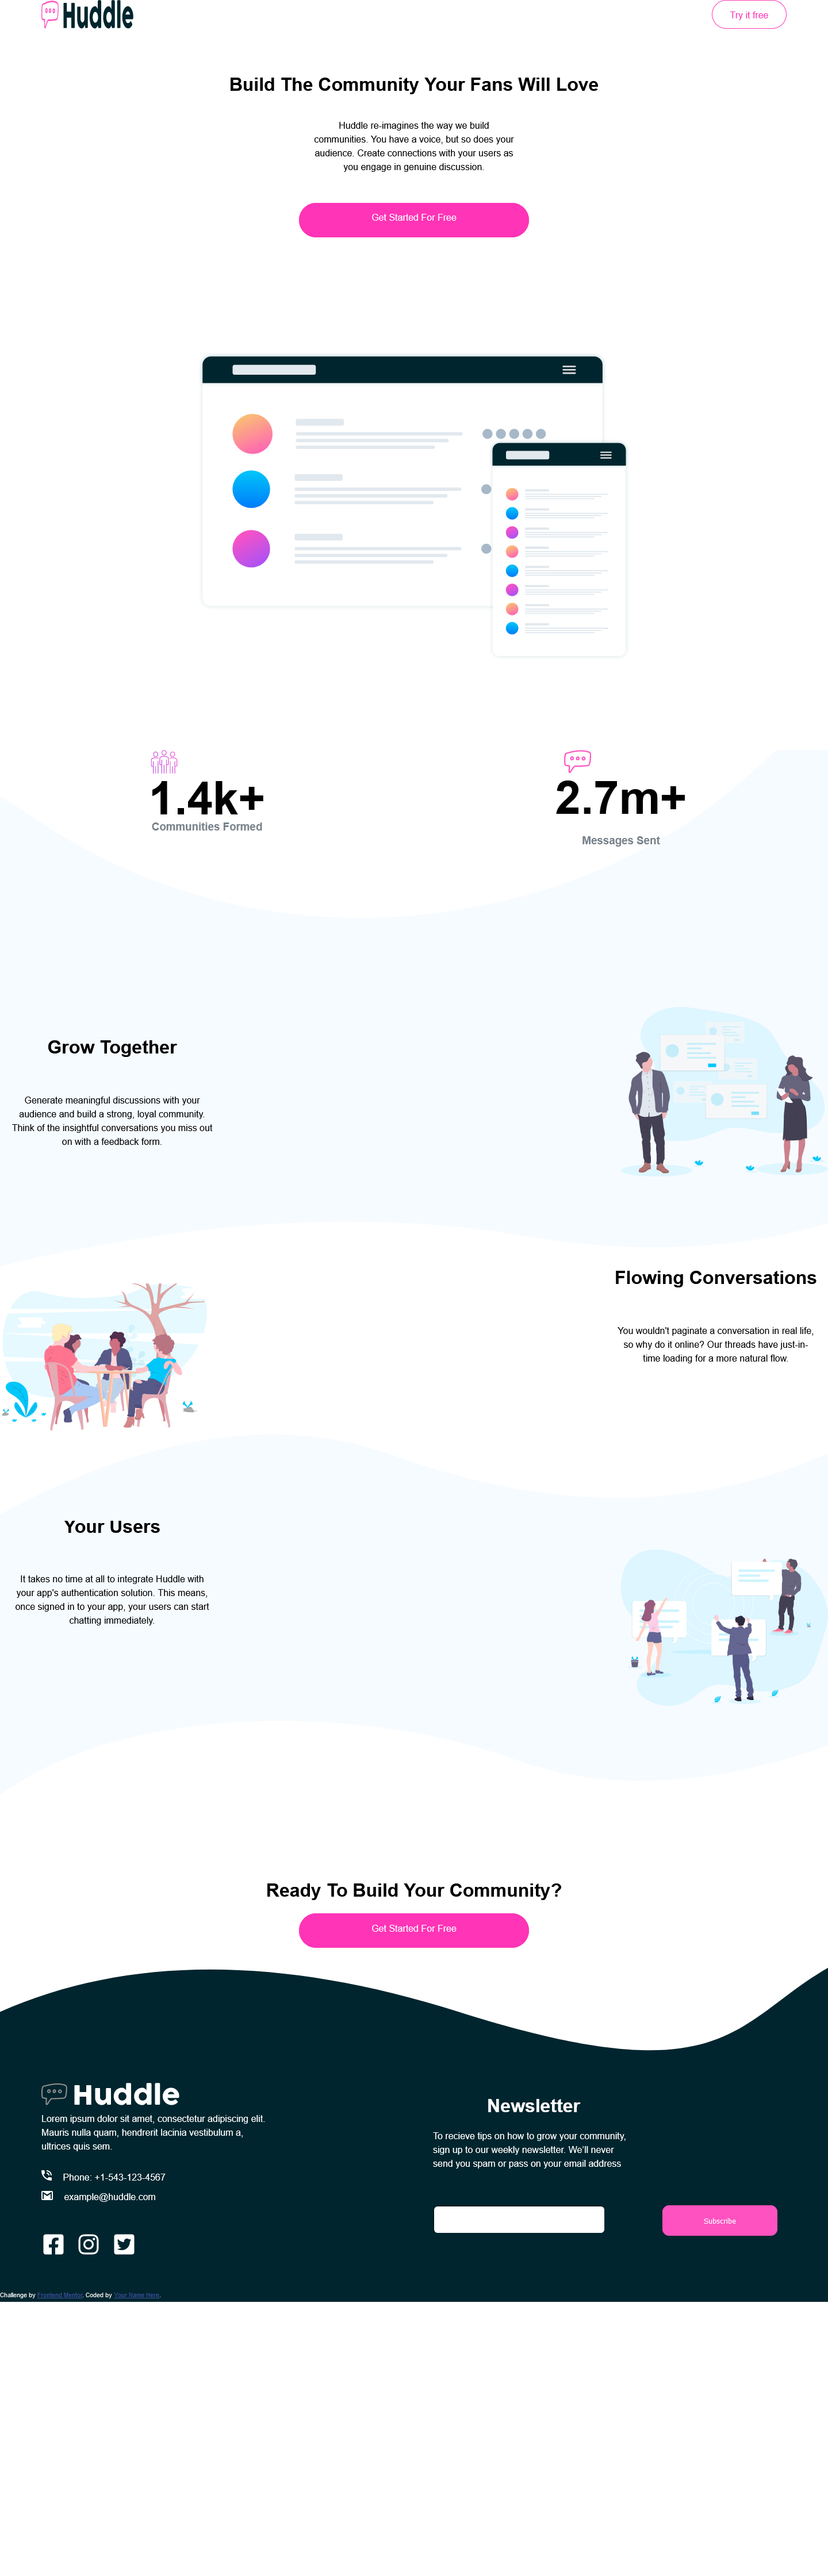 Huddle
Try it free
Build The Community Your Fans Will Love
Huddle re-imagines the way we build
communities. You have a voice, but so does your
audience. Create connections with your users as
you engage in genuine discussion.
Get Started For Free
1.4k+
Communities Formed
2.7m+
Messages Sent
Grow Together
Generate meaningful discussions with your
audience and build a strong, loyal community.
Think of the insightful conversations you miss out
on with a feedback form.
Flowing Conversations
You wouldn't paginate a conversation in real life,
so why do it online? Our threads have just-in-
time loading for a more natural flow.
Your Users
It takes no time at all to integrate Huddle with
your app's authentication solution. This means,
once signed in to your app, your users can start
chatting immediately.
Ready To Build Your Community?
Get Started For Free
Huddle
Lorem ipsum dolor sit amet, consectetur adipiscing elit.
Mauris nulla quam, hendrerit lacinia vestibulum a,
ultrices quis sem.
Phone: +1-543-123-4567
example@huddle.com
Newsletter
To recieve tips on how to grow your community,
sign up to our weekly newsletter. We'll never
send you spam or pass on your email address
Subscribe
Challenge by Frontend Mentor. Coded by Your Name Here.